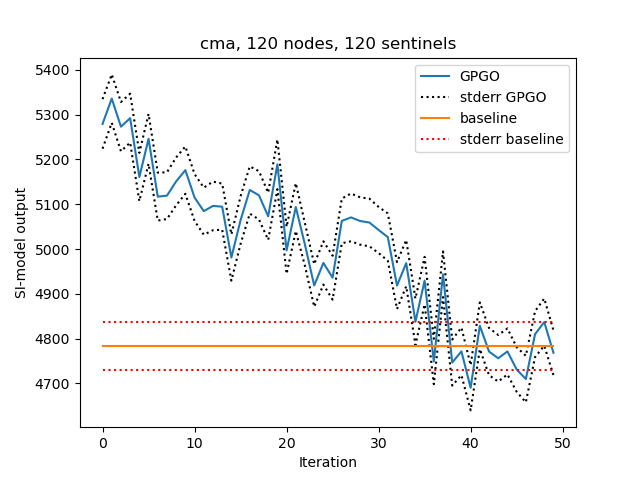 cma, 120 nodes, 120 sentinels
GPGO
stderr GPGO
baseline
stderr baseline
SI-model output
5400
5300
5200
5100
5000
4900
4800
4700
0 10 20 30 40 50
Iteration